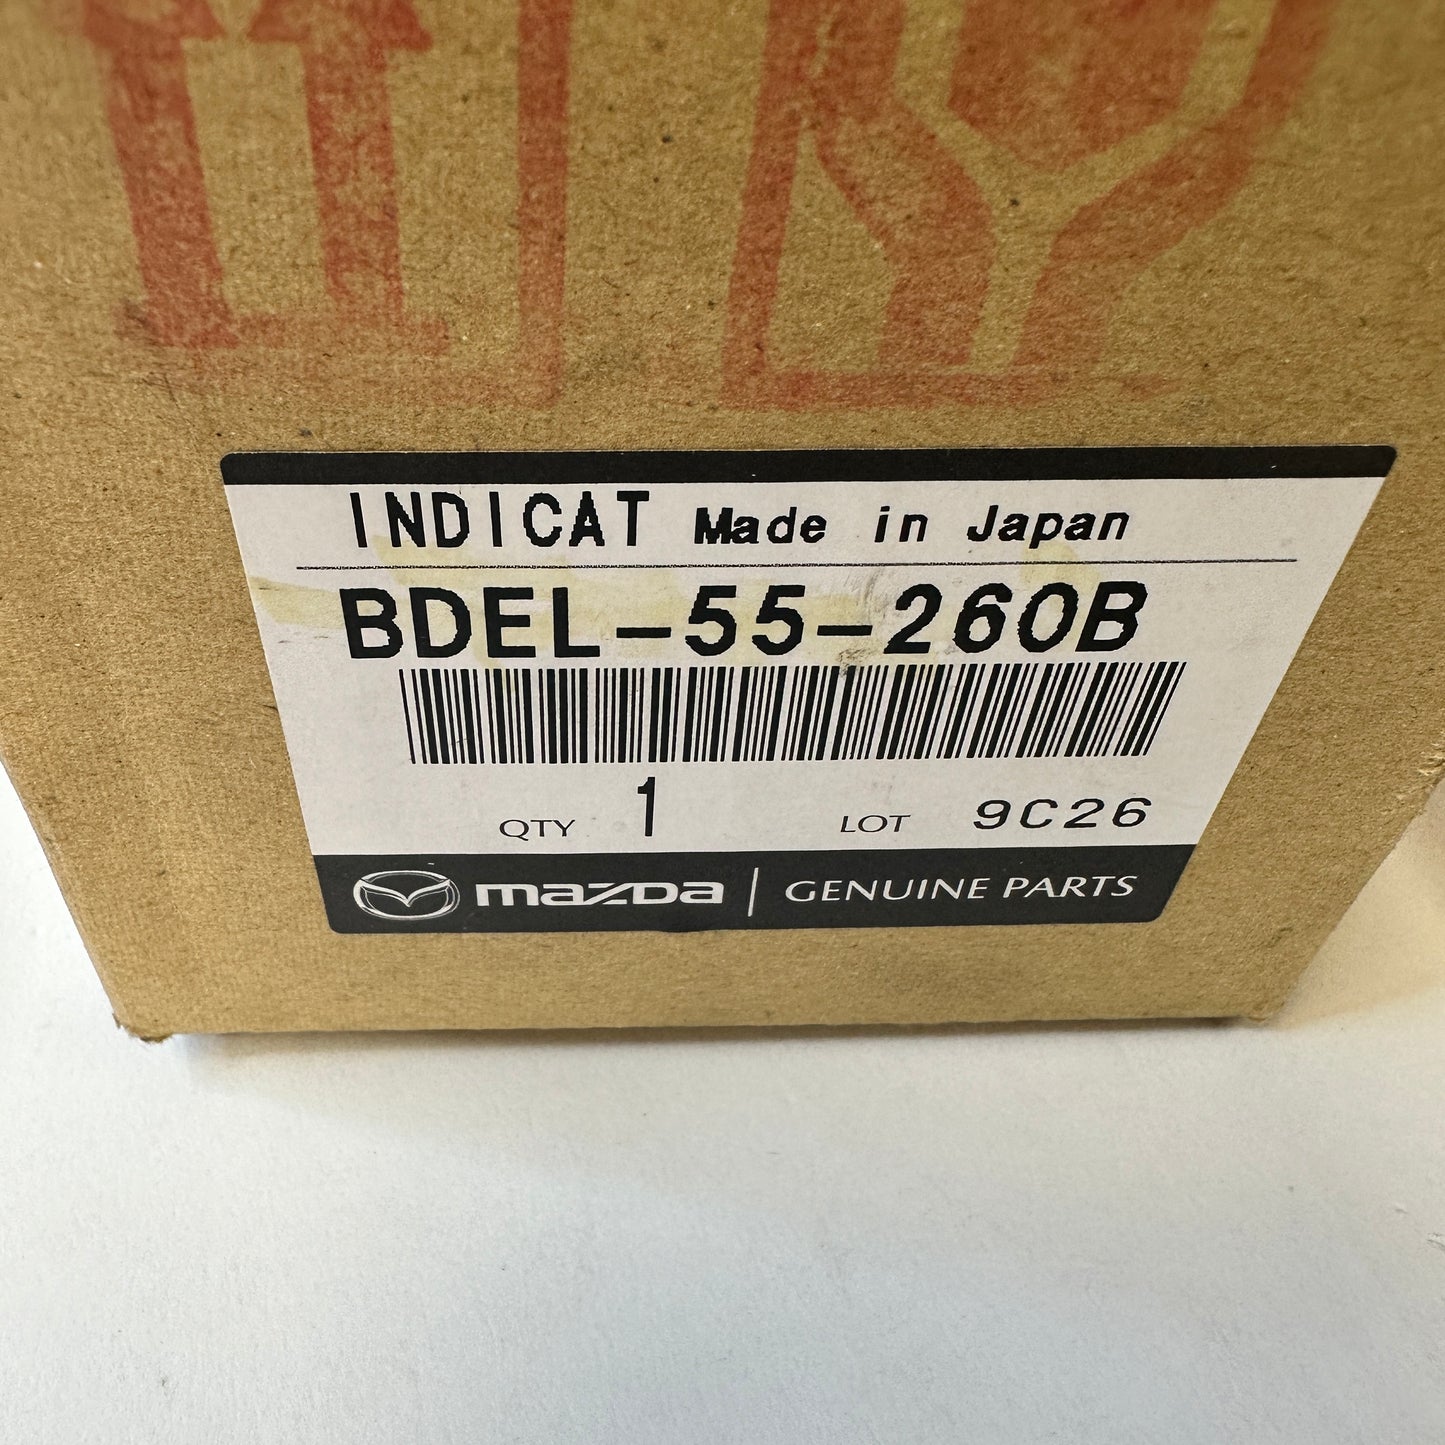 INDICAT Made in Japan
BDEL-55-260B
QTY 1 LOT 9C26
mazda | GENUINE PARTS